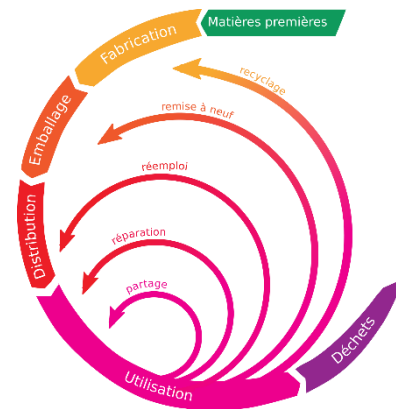 Matières premières
Fabrication
Emballage
Distribution
Utilisation
Déchets
recyclage
remise à neuf
réemploi
réparation
partage